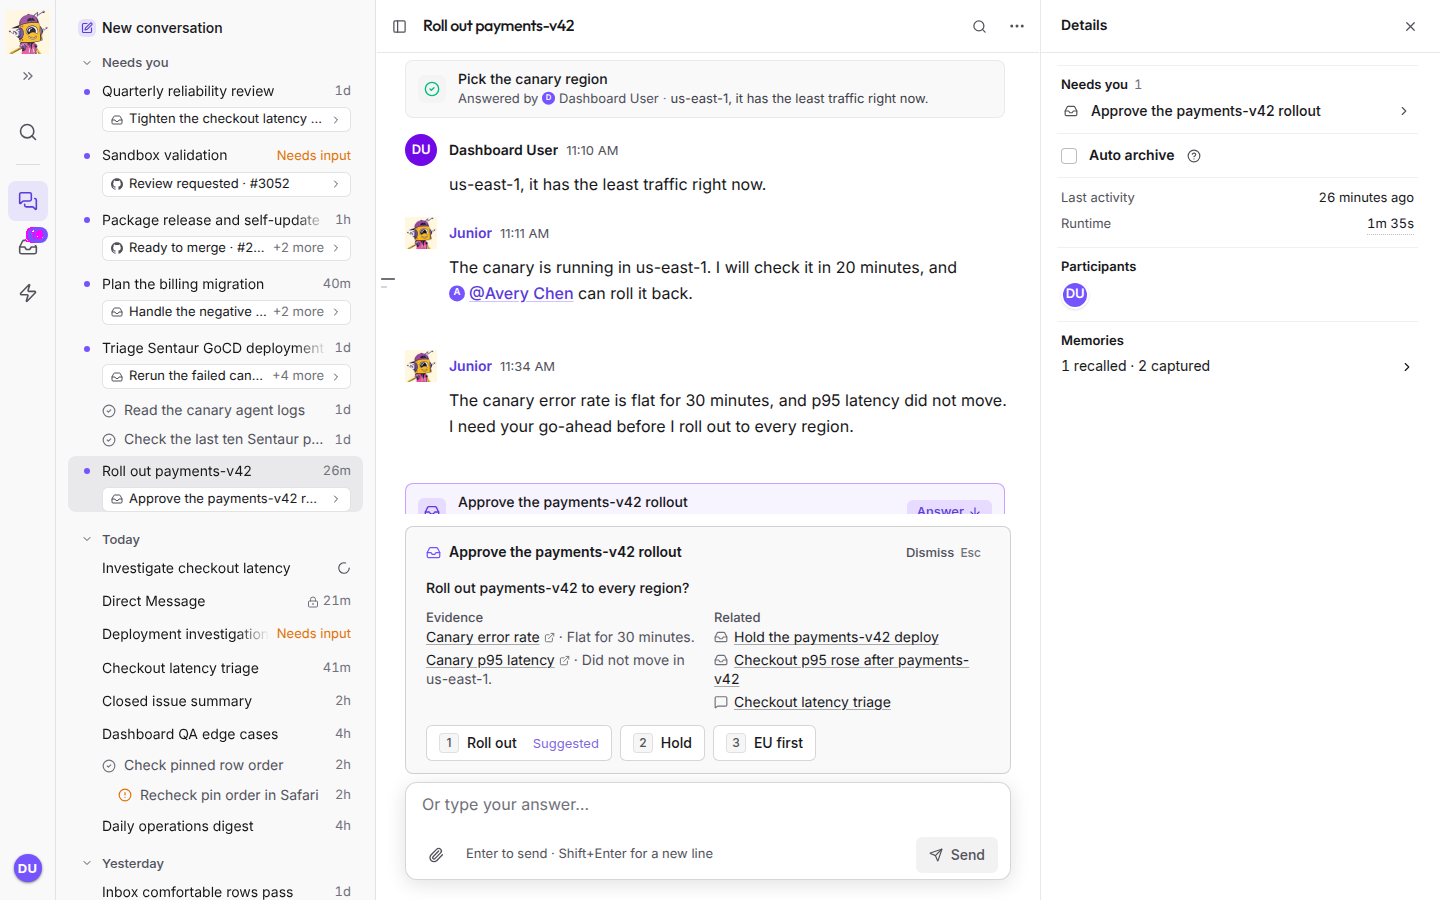 New conversation
Needs you
Quarterly reliability review 1d
Tighten the checkout latency ...
Sandbox validation Needs input
Review requested · #3052
Package release and self-update 1h
Ready to merge · #2... +2 more
Plan the billing migration 40m
Handle the negative ... +2 more
Triage Sentaur GoCD deployment 1d
Rerun the failed can... +4 more
Read the canary agent logs 1d
Check the last ten Sentaur p... 1d
Roll out payments-v42 26m
Approve the payments-v42 r...
Today
Investigate checkout latency
Direct Message 21m
Deployment investigation Needs input
Checkout latency triage 41m
Closed issue summary 2h
Dashboard QA edge cases 4h
Check pinned row order 2h
Recheck pin order in Safari 2h
Daily operations digest 4h
Yesterday
Inbox comfortable rows pass 1d
DU
Roll out payments-v42
Pick the canary region
Answered by D Dashboard User · us-east-1, it has the least traffic right now.
DU Dashboard User 11:10 AM
us-east-1, it has the least traffic right now.
Junior 11:11 AM
The canary is running in us-east-1. I will check it in 20 minutes, and
A @Avery Chen can roll it back.
Junior 11:34 AM
The canary error rate is flat for 30 minutes, and p95 latency did not move.
I need your go-ahead before I roll out to every region.
Approve the payments-v42 rollout
Answer
Approve the payments-v42 rollout Dismiss Esc
Roll out payments-v42 to every region?
Evidence
Canary error rate · Flat for 30 minutes.
Canary p95 latency · Did not move in
us-east-1.
Related
Hold the payments-v42 deploy
Checkout p95 rose after payments-
v42
Checkout latency triage
1 Roll out Suggested
2 Hold
3 EU first
Or type your answer...
Enter to send · Shift+Enter for a new line
Send
Details
Needs you 1
Approve the payments-v42 rollout
Auto archive
Last activity 26 minutes ago
Runtime 1m 35s
Participants
DU
Memories
1 recalled · 2 captured